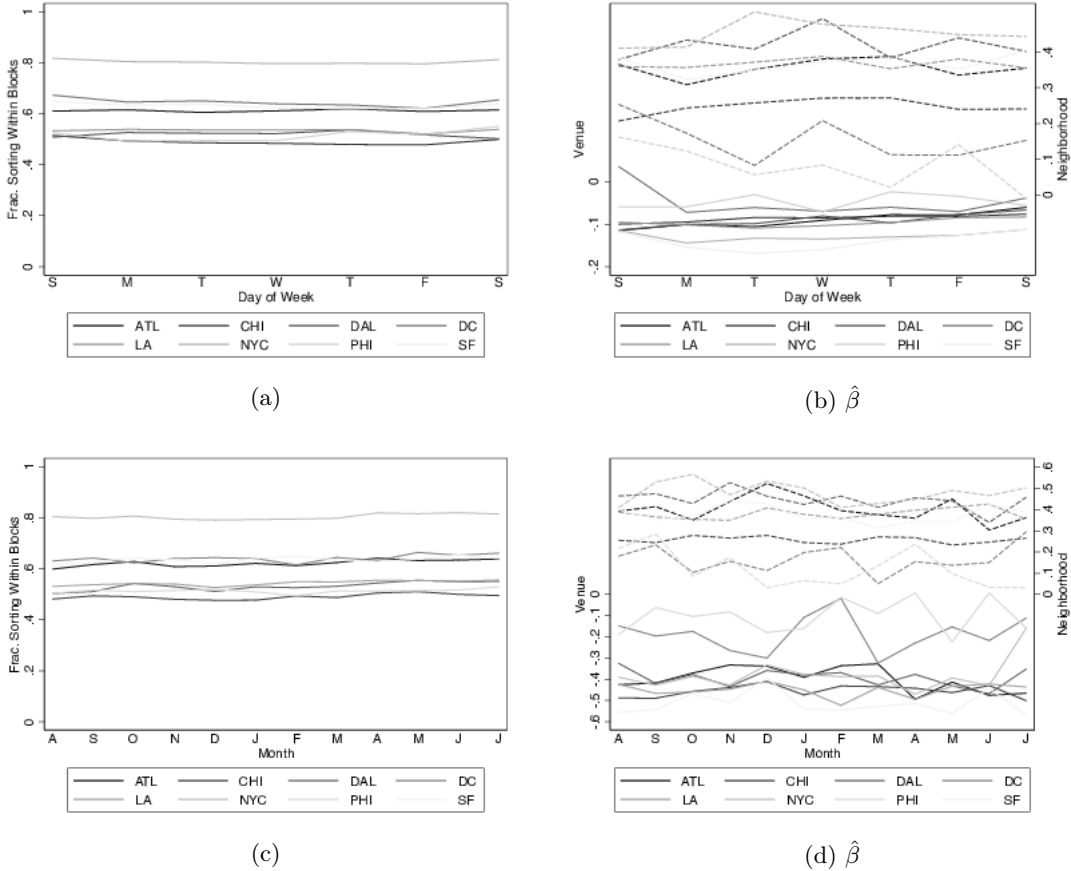 Frac. Sorting Within Blocks
1
.8
.6
.4
.2
0
S M T W T F S
Day of Week
ATL CHI DAL DC
LA NYC PHI SF
(a)
Venue
0
-.1
-.2
Neighborhood
.4
.3
.2
.1
0
S M T W T F S
Day of Week
ATL CHI DAL DC
LA NYC PHI SF
(b) β̂
Frac. Sorting Within Blocks
1
.8
.6
.4
.2
0
A S O N D J F M A M J J
Month
ATL CHI DAL DC
LA NYC PHI SF
(c)
Venue
0
-.1
-.2
-.3
-.4
-.5
-.6
Neighborhood
.6
.5
.4
.3
.2
.1
0
A S O N D J F M A M J J
Month
ATL CHI DAL DC
LA NYC PHI SF
(d) β̂